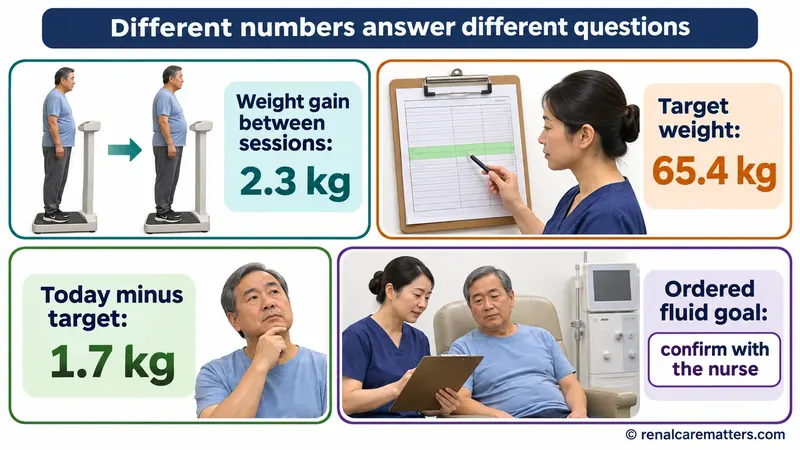 Different numbers answer different questions
Weight gain
between
sessions:
2.3 kg
Target
weight:
65.4 kg
Today minus
target:
1.7 kg
Ordered
fluid goal:
confirm with
the nurse
© renalcarematters.com